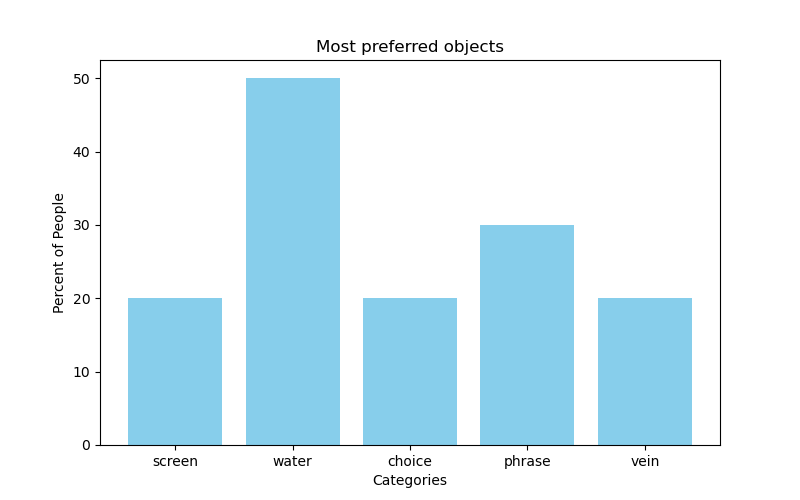 Most preferred objects
Percent of People
50
40
30
20
10
0
screen water choice phrase vein
Categories